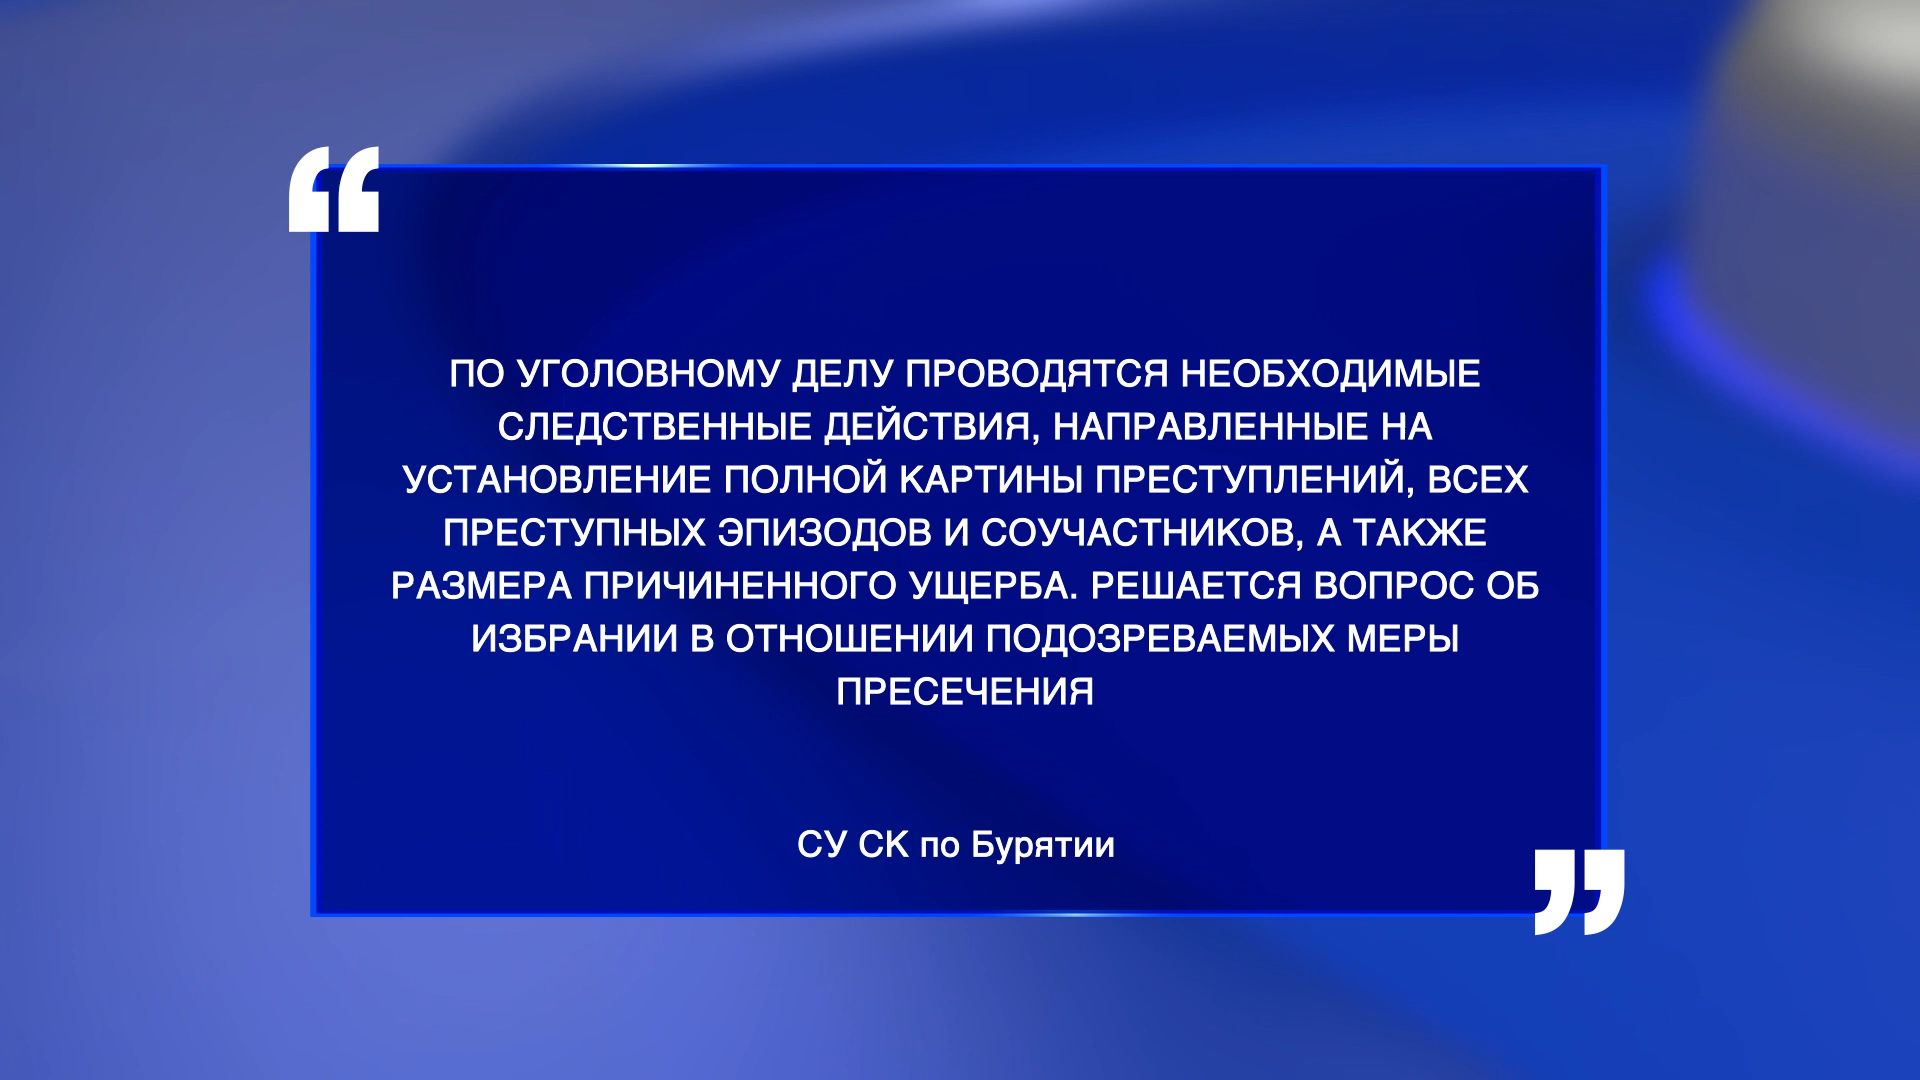 “
ПО УГОЛОВНОМУ ДЕЛУ ПРОВОДЯТСЯ НЕОБХОДИМЫЕ
СЛЕДСТВЕННЫЕ ДЕЙСТВИЯ, НАПРАВЛЕННЫЕ НА
УСТАНОВЛЕНИЕ ПОЛНОЙ КАРТИНЫ ПРЕСТУПЛЕНИЙ, ВСЕХ
ПРЕСТУПНЫХ ЭПИЗОДОВ И СОУЧАСТНИКОВ, А ТАКЖЕ
РАЗМЕРА ПРИЧИНЕННОГО УЩЕРБА. РЕШАЕТСЯ ВОПРОС ОБ
ИЗБРАНИИ В ОТНОШЕНИИ ПОДОЗРЕВАЕМЫХ МЕРЫ
ПРЕСЕЧЕНИЯ
СУ СК по Бурятии
”